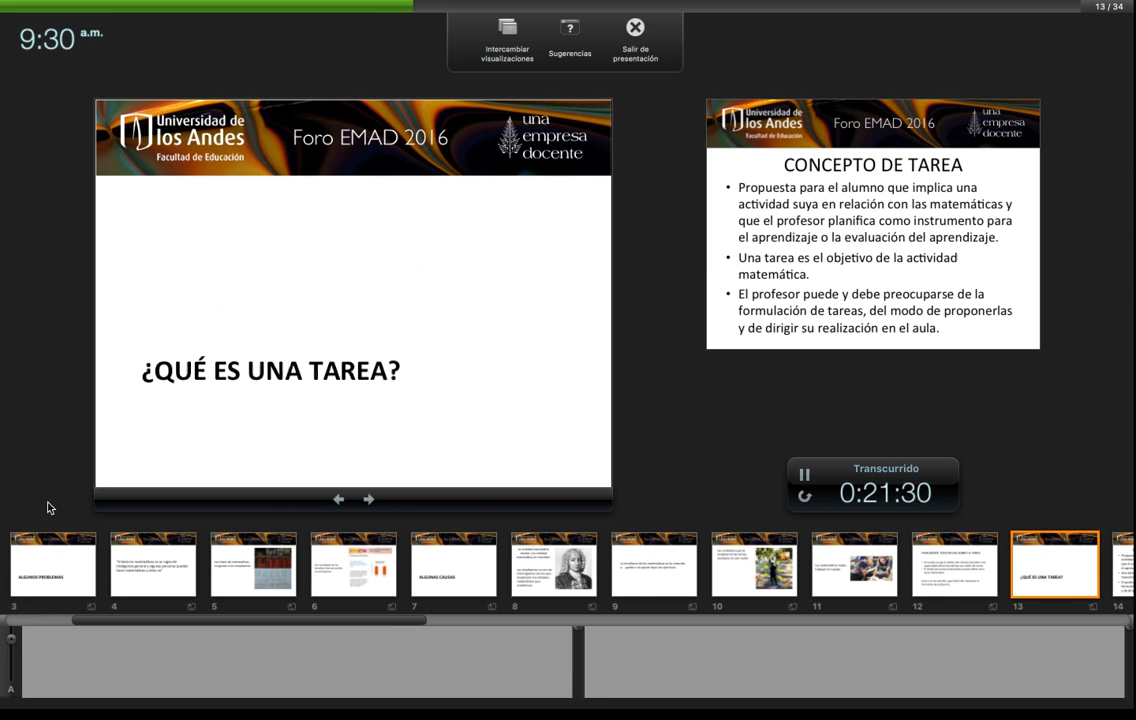 13 / 34
9:30 a.m.
Intercambiar
visualizaciones
Sugerencias
Salir de
presentación
Universidad de
los Andes
Facultad de Educación
Foro EMAD 2016
una
empresa
docente
¿QUÉ ES UNA TAREA?
Universidad de
los Andes
Facultad de Educación
Foro EMAD 2016
una
empresa
docente
CONCEPTO DE TAREA
• Propuesta para el alumno que implica una
actividad suya en relación con las matemáticas y
que el profesor planifica como instrumento para
el aprendizaje o la evaluación del aprendizaje.
• Una tarea es el objetivo de la actividad
matemática.
• El profesor puede y debe preocuparse de la
formulación de tareas, del modo de proponerlas
y de dirigir su realización en el aula.
Transcurrido
0:21:30
ALGUNOS PROBLEMAS
ALGUNAS CAUSAS
¿QUÉ ES UNA TAREA?
3
4
5
6
7
8
9
10
11
12
13
14
A